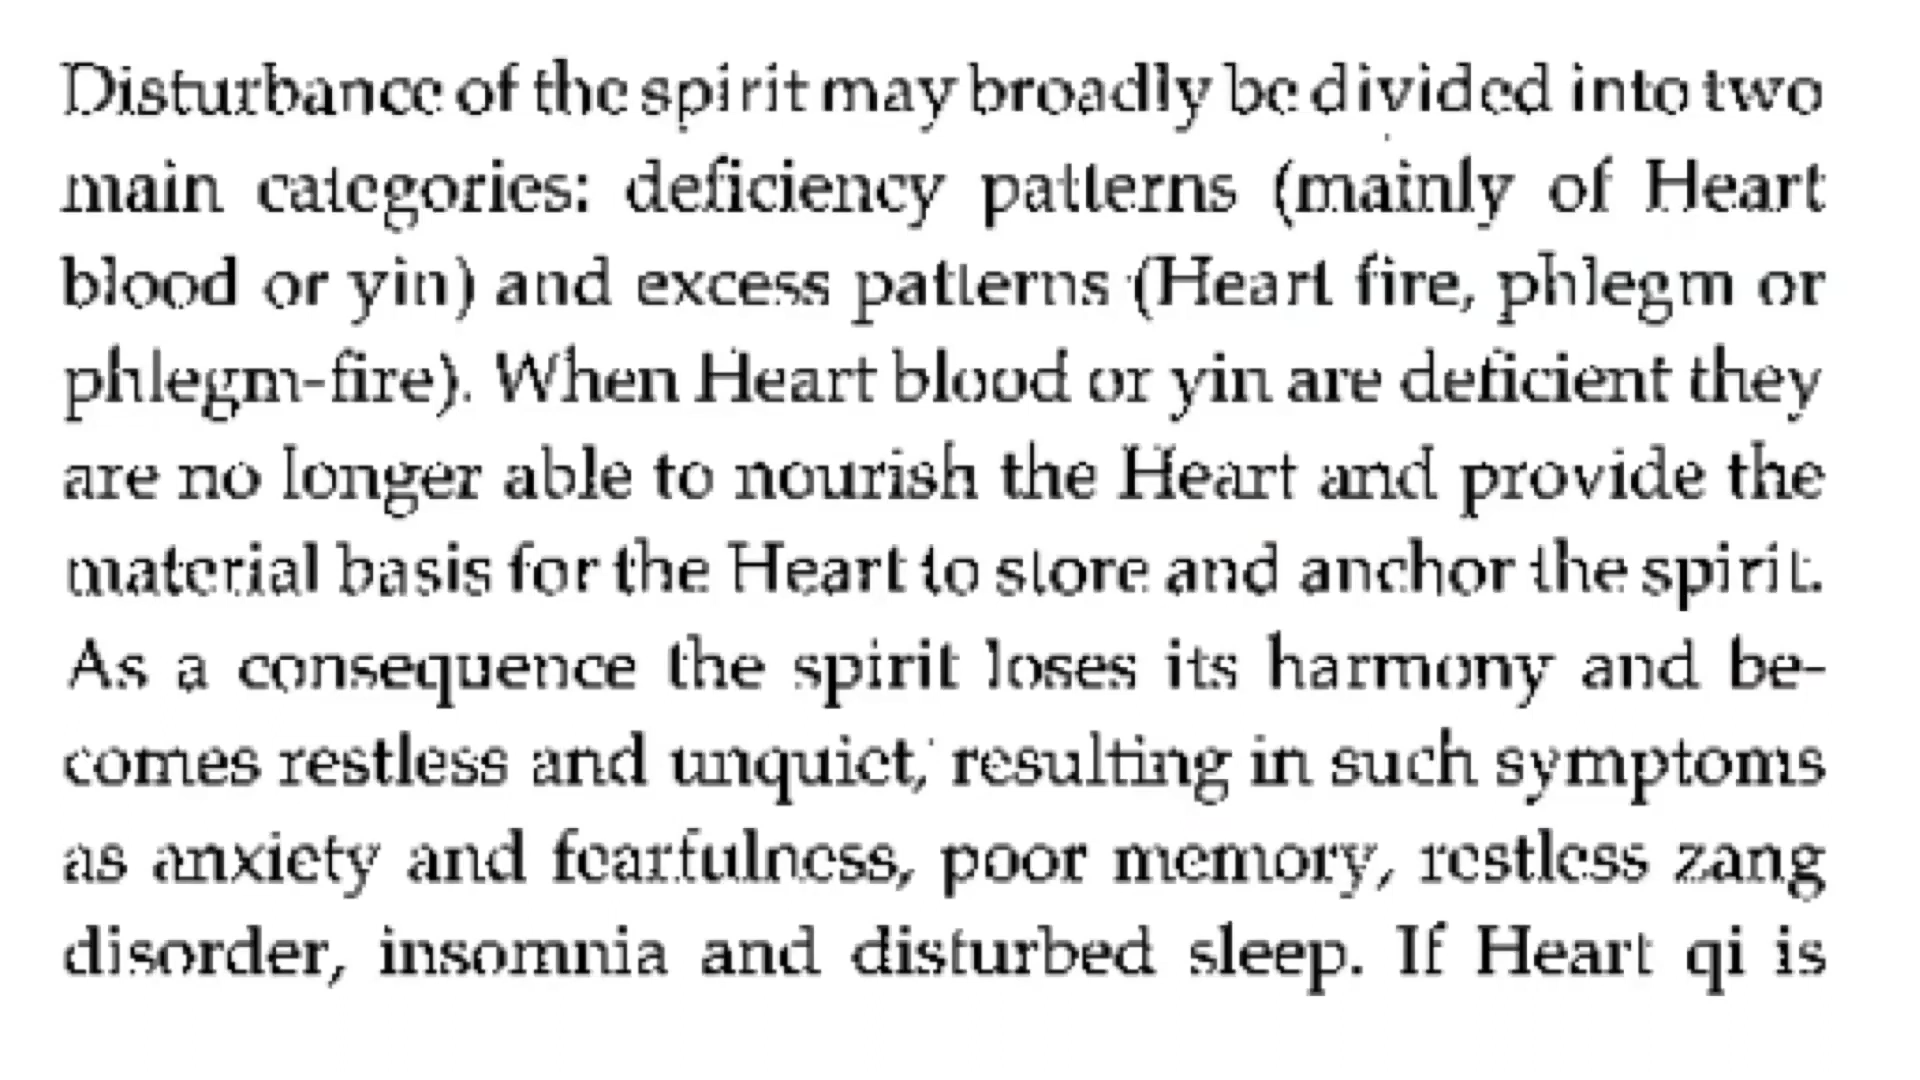 Disturbance of the spirit may broadly be divided into two
main categories: deficiency patterns (mainly of Heart
blood or yin) and excess patterns (Heart fire, phlegm or
phlegm-fire). When Heart blood or yin are deficient they
are no longer able to nourish the Heart and provide the
material basis for the Heart to store and anchor the spirit.
As a consequence the spirit loses its harmony and be-
comes restless and unquiet, resulting in such symptoms
as anxiety and fearfulness, poor memory, restless zang
disorder, insomnia and disturbed sleep. If Heart qi is